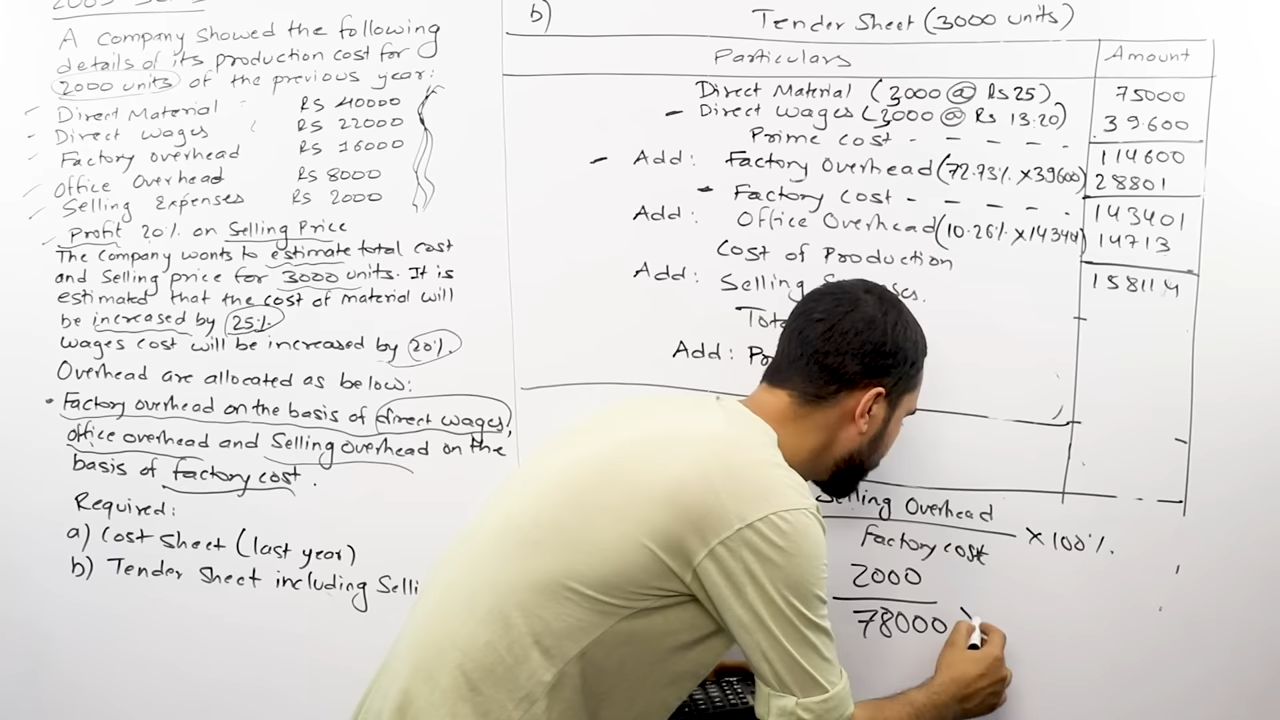 A company showed the following
details of its production cost for
2000 units of the previous year:
Direct Material RS 40000
Direct wages RS 22000
Factory overhead RS 16000
Office Overhead RS 8000
Selling Expenses RS 2000
Profit 20% on Selling Price
The company wants to estimate total cost
and Selling price for 3000 units. It is
estimated that the cost of material will
be increased by 25%.
wages cost will be increased by 20%.
Overhead are allocated as below:
Factory overhead on the basis of direct wages,
office overhead and Selling overhead on the
basis of factory cost.
Required:
a) Cost Sheet (last year)
b) Tender Sheet including Selli
b) Tender Sheet (3000 units)
Particulars Amount
Direct Material (3000 @ Rs 25) 75000
- Direct wages (3000 @ Rs 13.20) 39600
Prime cost - - - - - 114600
- Add: Factory Overhead (72.73% × 39600) 28801
- Factory cost - - - - 143401
Add: Office Overhead (10.26% × 143401) 14713
Cost of Production 158114
Add: Selling
Add:
Selling Overhead
Factory cost × 100%.
2000
78000